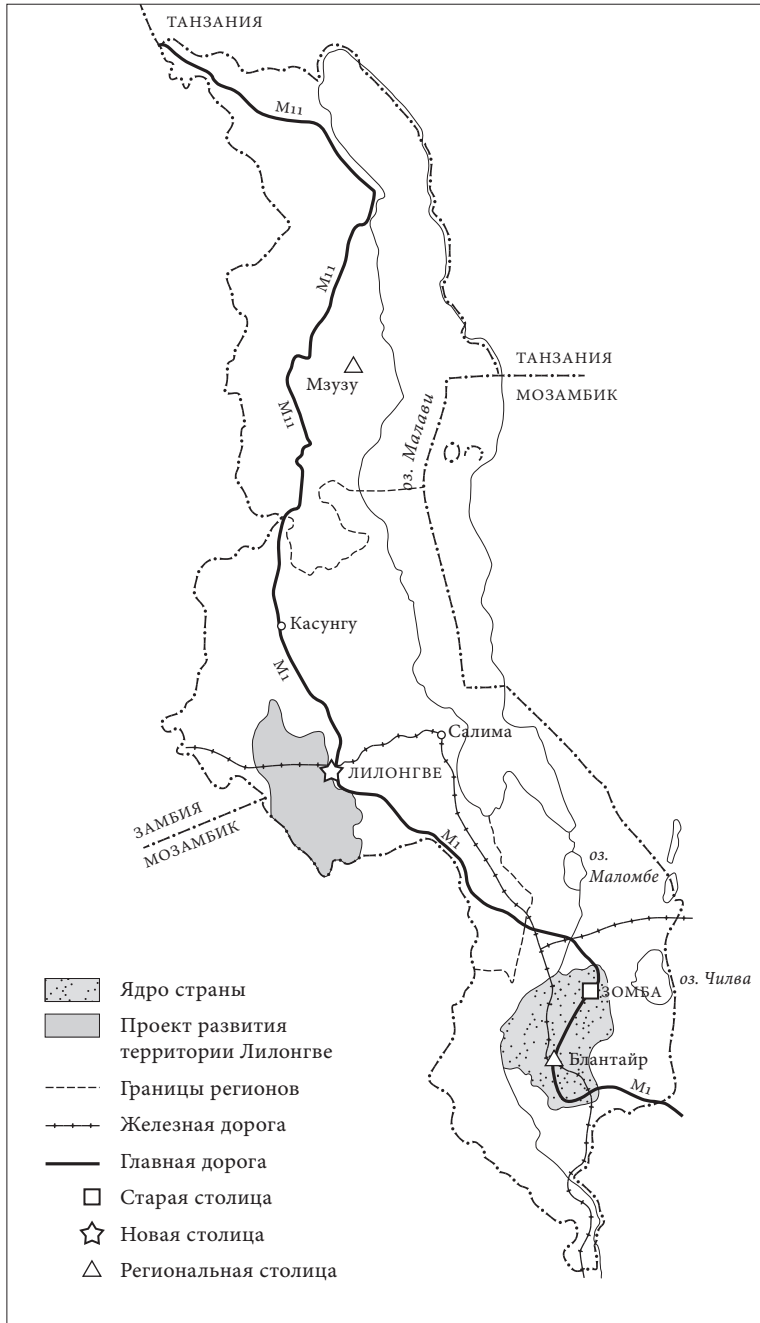 ТАНЗАНИЯ
М11
М11
Мзузу
М11
ТАНЗАНИЯ
МОЗАМБИК
оз. Малави
Касунгу
М1
Салима
ЛИЛОНГВЕ
ЗАМБИЯ
МОЗАМБИК
М1
оз.
Маломбе
ЗОМБА
оз. Чилва
Блантайр
М1
Ядро страны
Проект развития
территории Лилонгве
Границы регионов
Железная дорога
Главная дорога
Старая столица
Новая столица
Региональная столица